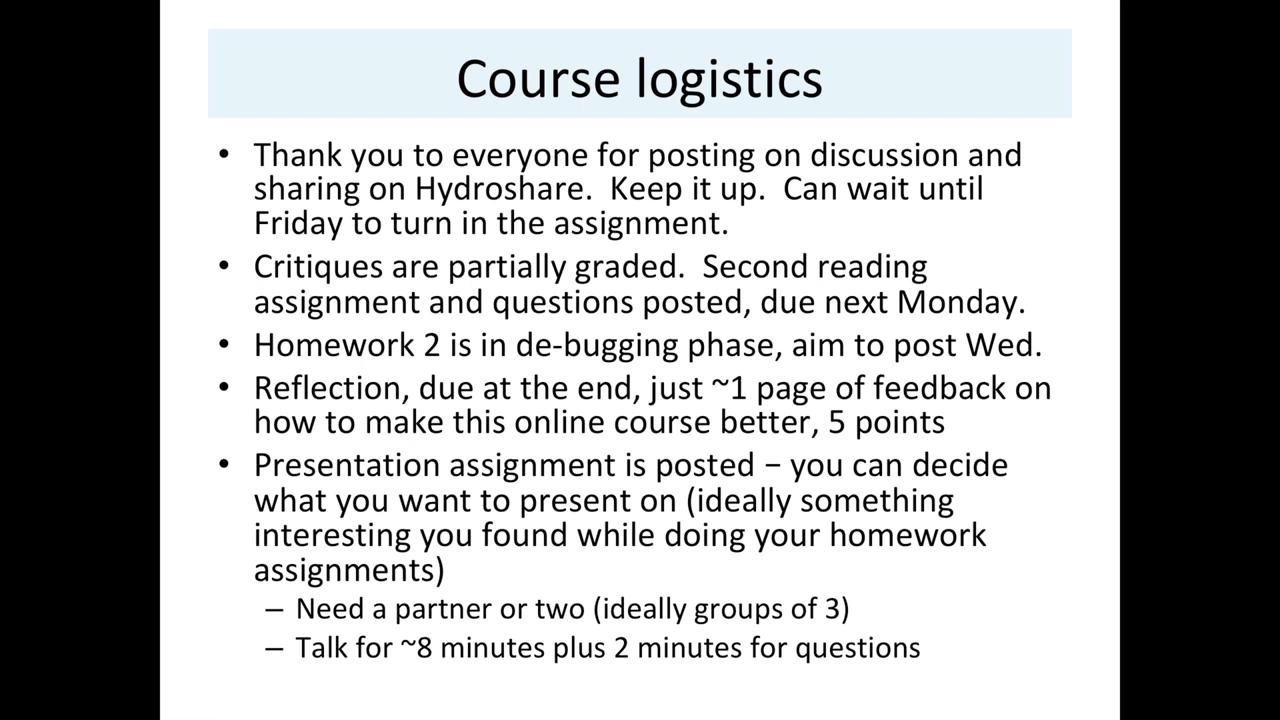 Course logistics
• Thank you to everyone for posting on discussion and
sharing on Hydroshare.  Keep it up.  Can wait until
Friday to turn in the assignment.
• Critiques are partially graded.  Second reading
assignment and questions posted, due next Monday.
• Homework 2 is in de-bugging phase, aim to post Wed.
• Reflection, due at the end, just ~1 page of feedback on
how to make this online course better, 5 points
• Presentation assignment is posted – you can decide
what you want to present on (ideally something
interesting you found while doing your homework
assignments)
– Need a partner or two (ideally groups of 3)
– Talk for ~8 minutes plus 2 minutes for questions